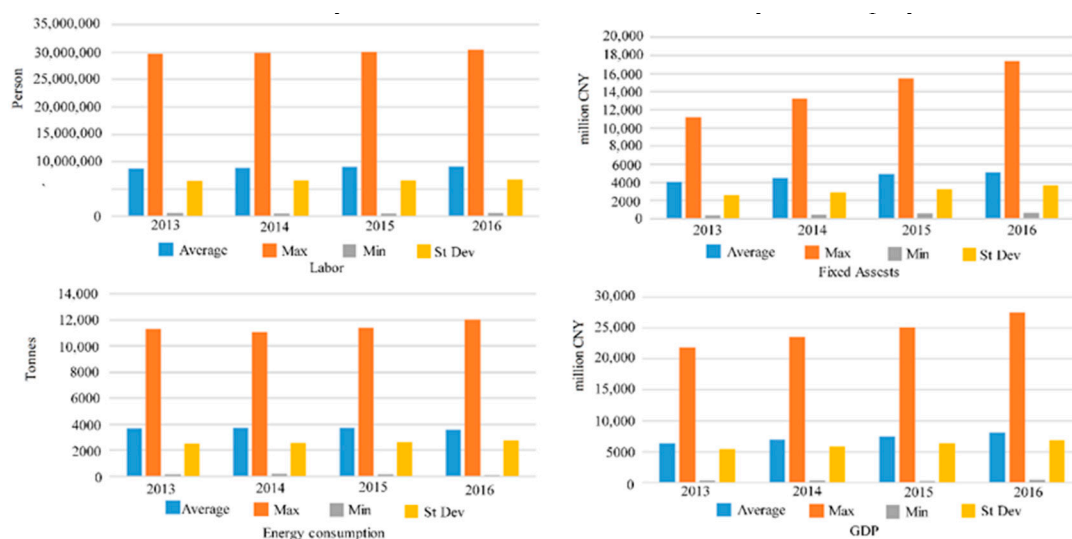 35,000,000
30,000,000
25,000,000
20,000,000
15,000,000
10,000,000
5,000,000
0
Person
2013 2014 2015 2016
Average Max Min St Dev
Labor
20,000
18,000
16,000
14,000
12,000
10,000
8000
6000
4000
2000
0
million CNY
2013 2014 2015 2016
Average Max Min St Dev
Fixed Assests
14,000
12,000
10,000
8000
6000
4000
2000
0
Tonnes
2013 2014 2015 2016
Average Max Min St Dev
Energy consumption
30,000
25,000
20,000
15,000
10,000
5000
0
million CNY
2013 2014 2015 2016
Average Max Min St Dev
GDP